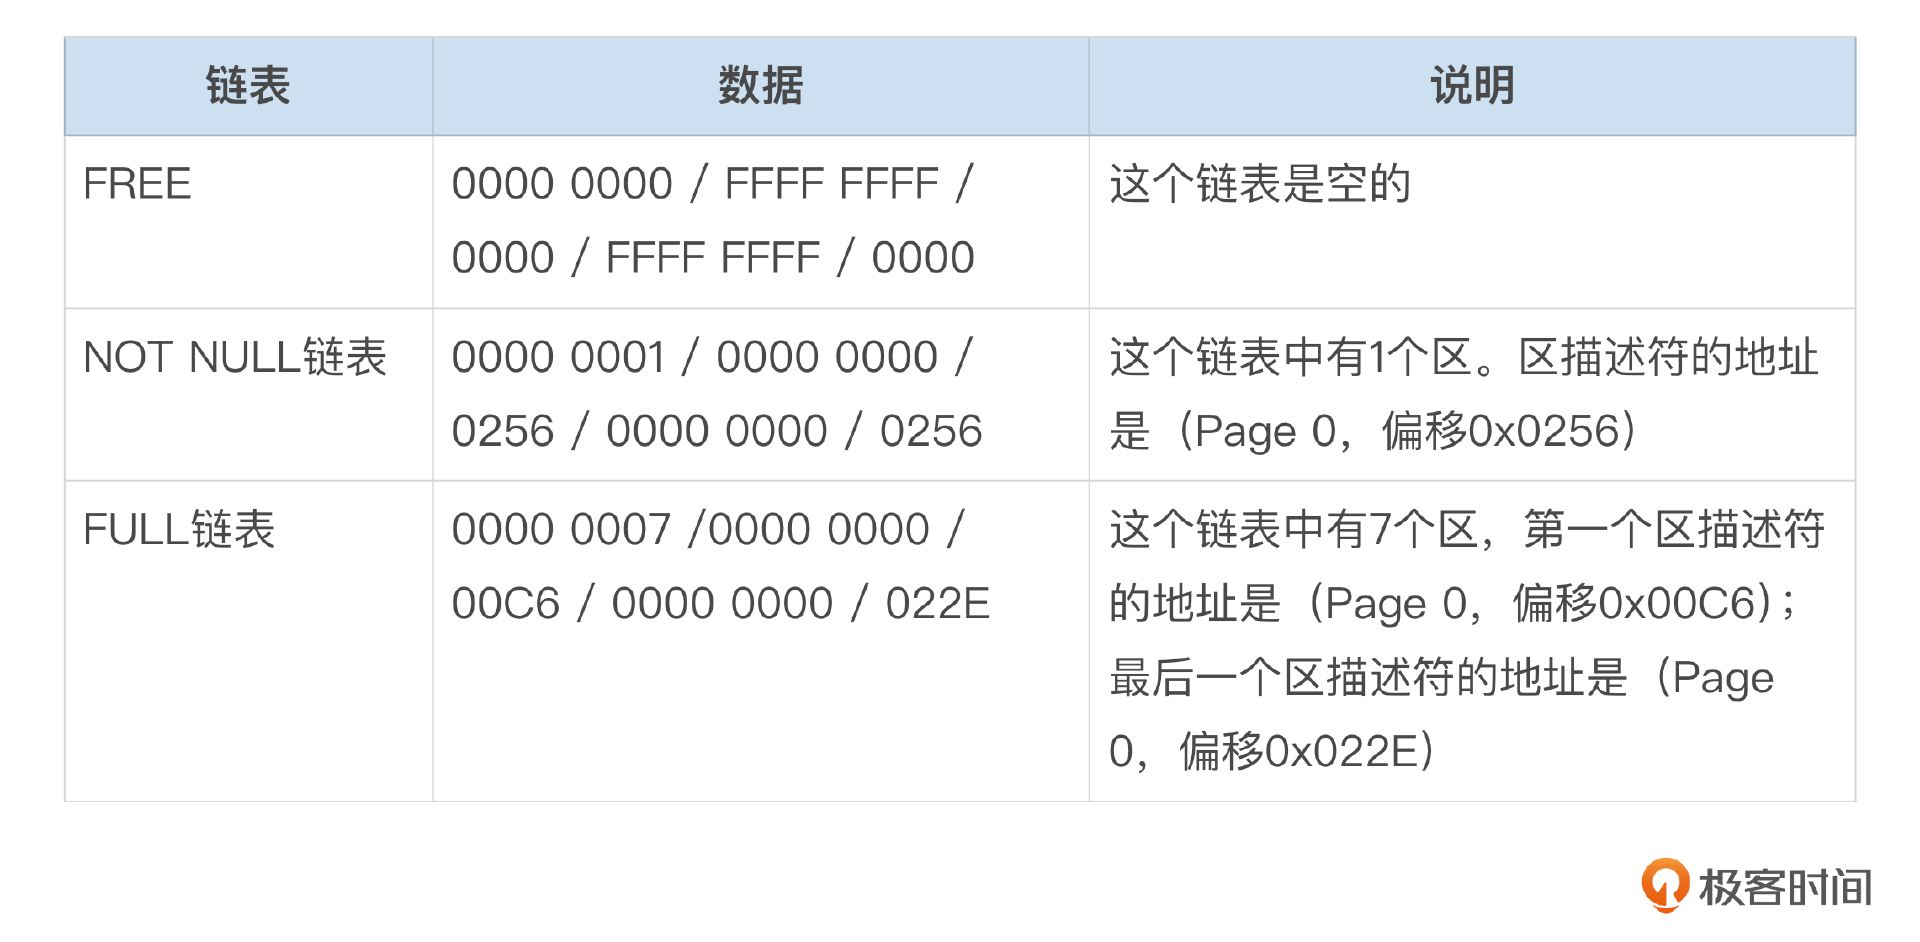 链表 数据 说明
FREE 0000 0000 / FFFF FFFF / 这个链表是空的
0000 / FFFF FFFF / 0000
NOT NULL链表 0000 0001 / 0000 0000 / 这个链表中有1个区。区描述符的地址
0256 / 0000 0000 / 0256 是（Page 0，偏移0x0256）
FULL链表 0000 0007 /0000 0000 / 这个链表中有7个区，第一个区描述符
00C6 / 0000 0000 / 022E 的地址是（Page 0，偏移0x00C6）；
最后一个区描述符的地址是（Page
0，偏移0x022E）
极客时间